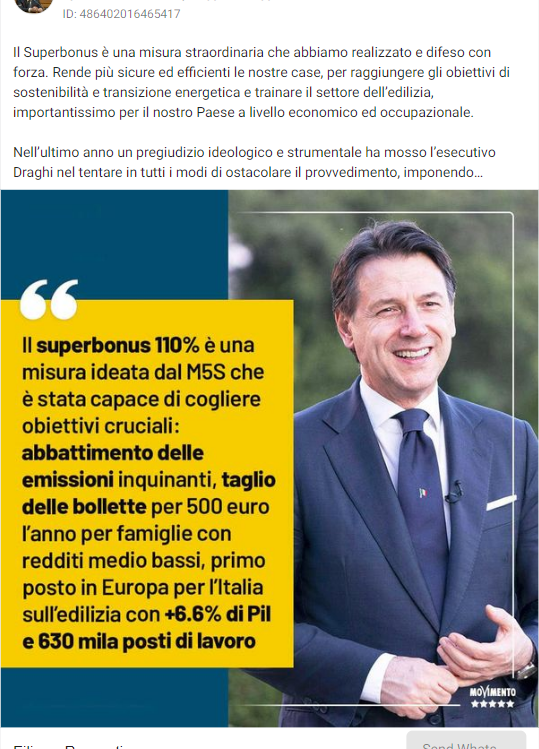 ID: 486402016465417
Il Superbonus è una misura straordinaria che abbiamo realizzato e difeso con
forza. Rende più sicure ed efficienti le nostre case, per raggiungere gli obiettivi di
sostenibilità e transizione energetica e trainare il settore dell'edilizia,
importantissimo per il nostro Paese a livello economico ed occupazionale.
Nell'ultimo anno un pregiudizio ideologico e strumentale ha mosso l'esecutivo
Draghi nel tentare in tutti i modi di ostacolare il provvedimento, imponendo...
Il superbonus 110% è una
misura ideata dal M5S che
è stata capace di cogliere
obiettivi cruciali:
abbattimento delle
emissioni inquinanti, taglio
delle bollette per 500 euro
l'anno per famiglie con
redditi medio bassi, primo
posto in Europa per l'Italia
sull'edilizia con +6.6% di Pil
e 630 mila posti di lavoro
MOVIMENTO